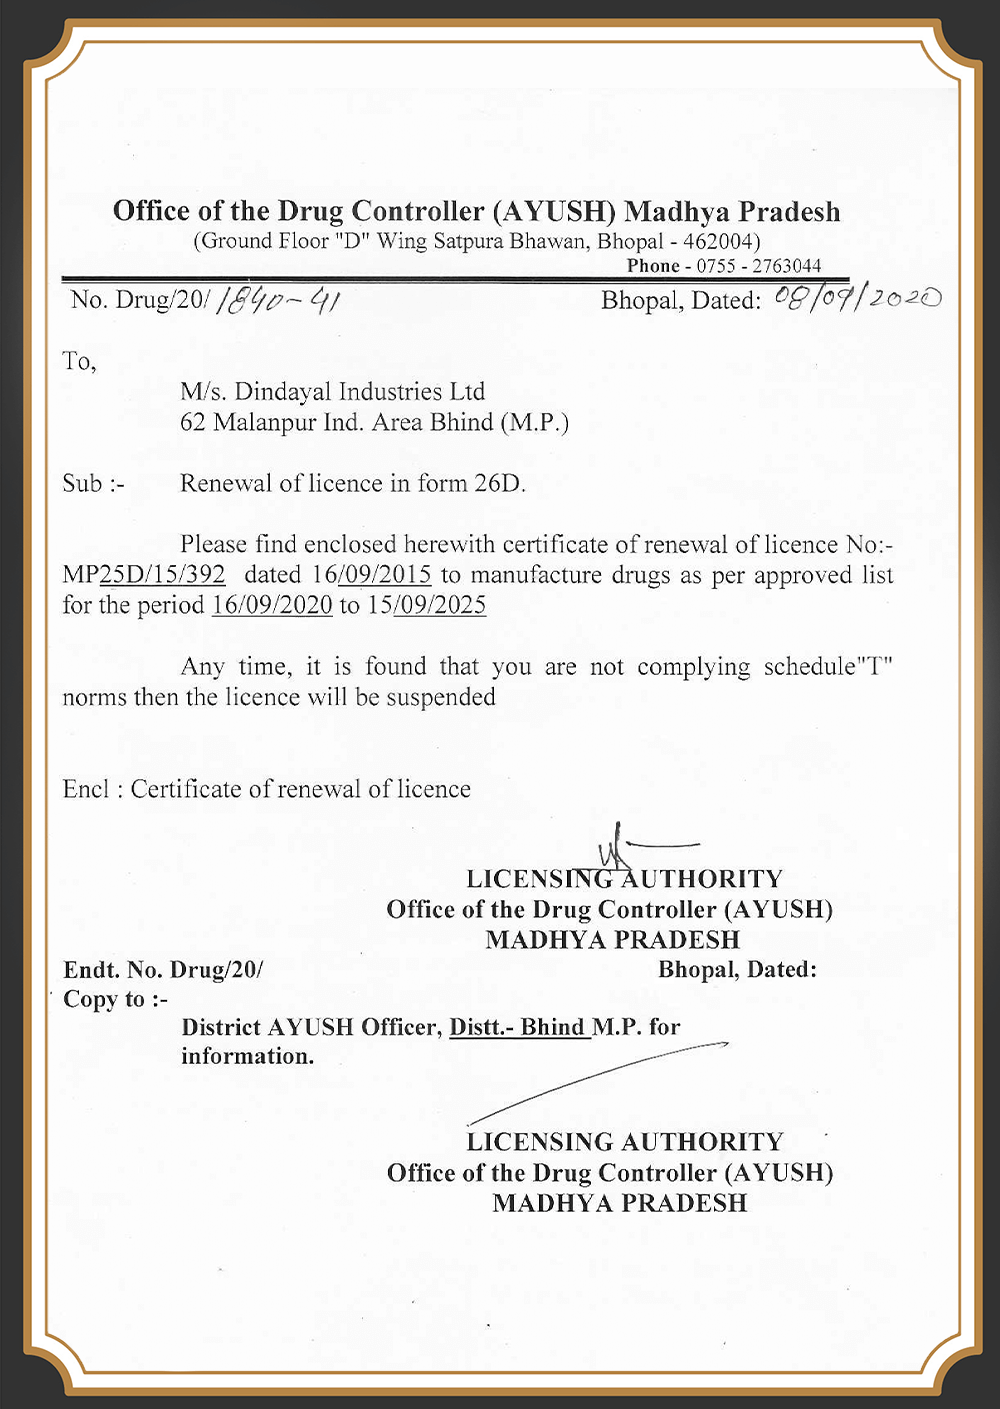 Office of the Drug Controller (AYUSH) Madhya Pradesh
(Ground Floor "D" Wing Satpura Bhawan, Bhopal - 462004)
Phone - 0755 - 2763044
No. Drug/20/ 1840-41 Bhopal, Dated: 08/09/2020
To,
M/s. Dindayal Industries Ltd
62 Malanpur Ind. Area Bhind (M.P.)
Sub :- Renewal of licence in form 26D.
Please find enclosed herewith certificate of renewal of licence No:-
MP25D/15/392 dated 16/09/2015 to manufacture drugs as per approved list
for the period 16/09/2020 to 15/09/2025
Any time, it is found that you are not complying schedule"T"
norms then the licence will be suspended
Encl : Certificate of renewal of licence
LICENSING AUTHORITY
Office of the Drug Controller (AYUSH)
MADHYA PRADESH
Endt. No. Drug/20/ Bhopal, Dated:
Copy to :-
District AYUSH Officer, Distt.- Bhind M.P. for
information.
LICENSING AUTHORITY
Office of the Drug Controller (AYUSH)
MADHYA PRADESH